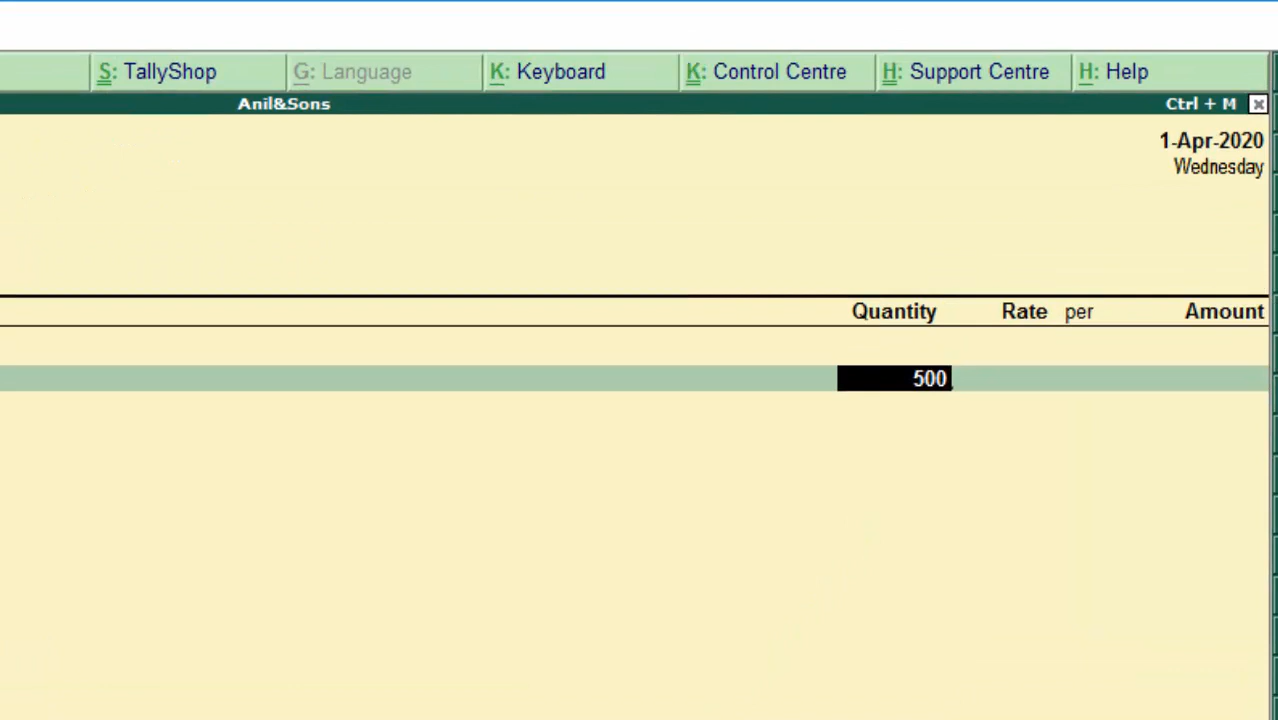 S: TallyShop G: Language K: Keyboard K: Control Centre H: Support Centre H: Help
Anil&Sons Ctrl + M
1-Apr-2020
Wednesday
Quantity Rate per Amount
500